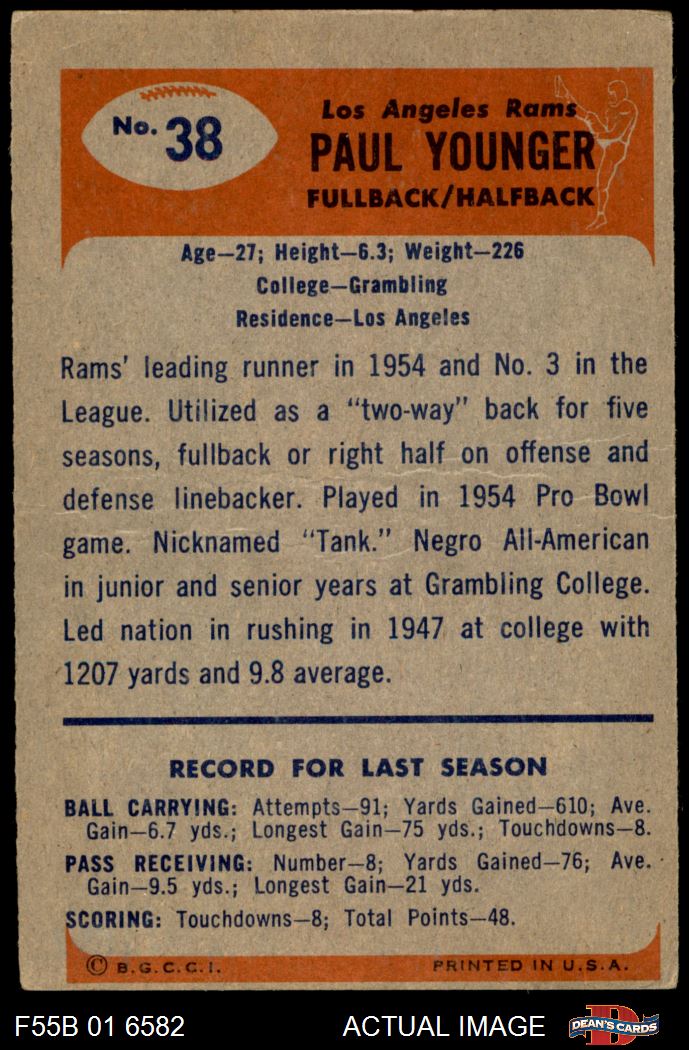 No. 38
Los Angeles Rams
PAUL YOUNGER
FULLBACK/HALFBACK
Age—27; Height—6.3; Weight—226
College—Grambling
Residence—Los Angeles
Rams' leading runner in 1954 and No. 3 in the
League. Utilized as a "two-way" back for five
seasons, fullback or right half on offense and
defense linebacker. Played in 1954 Pro Bowl
game. Nicknamed "Tank." Negro All-American
in junior and senior years at Grambling College.
Led nation in rushing in 1947 at college with
1207 yards and 9.8 average.
RECORD FOR LAST SEASON
BALL CARRYING: Attempts—91; Yards Gained—610; Ave.
Gain—6.7 yds.; Longest Gain—75 yds.; Touchdowns—8.
PASS RECEIVING: Number—8; Yards Gained—76; Ave.
Gain—9.5 yds.; Longest Gain—21 yds.
SCORING: Touchdowns—8; Total Points—48.
© B.G.C.C.I. PRINTED IN U.S.A.
F55B 01 6582 ACTUAL IMAGE D DEAN'S CARDS